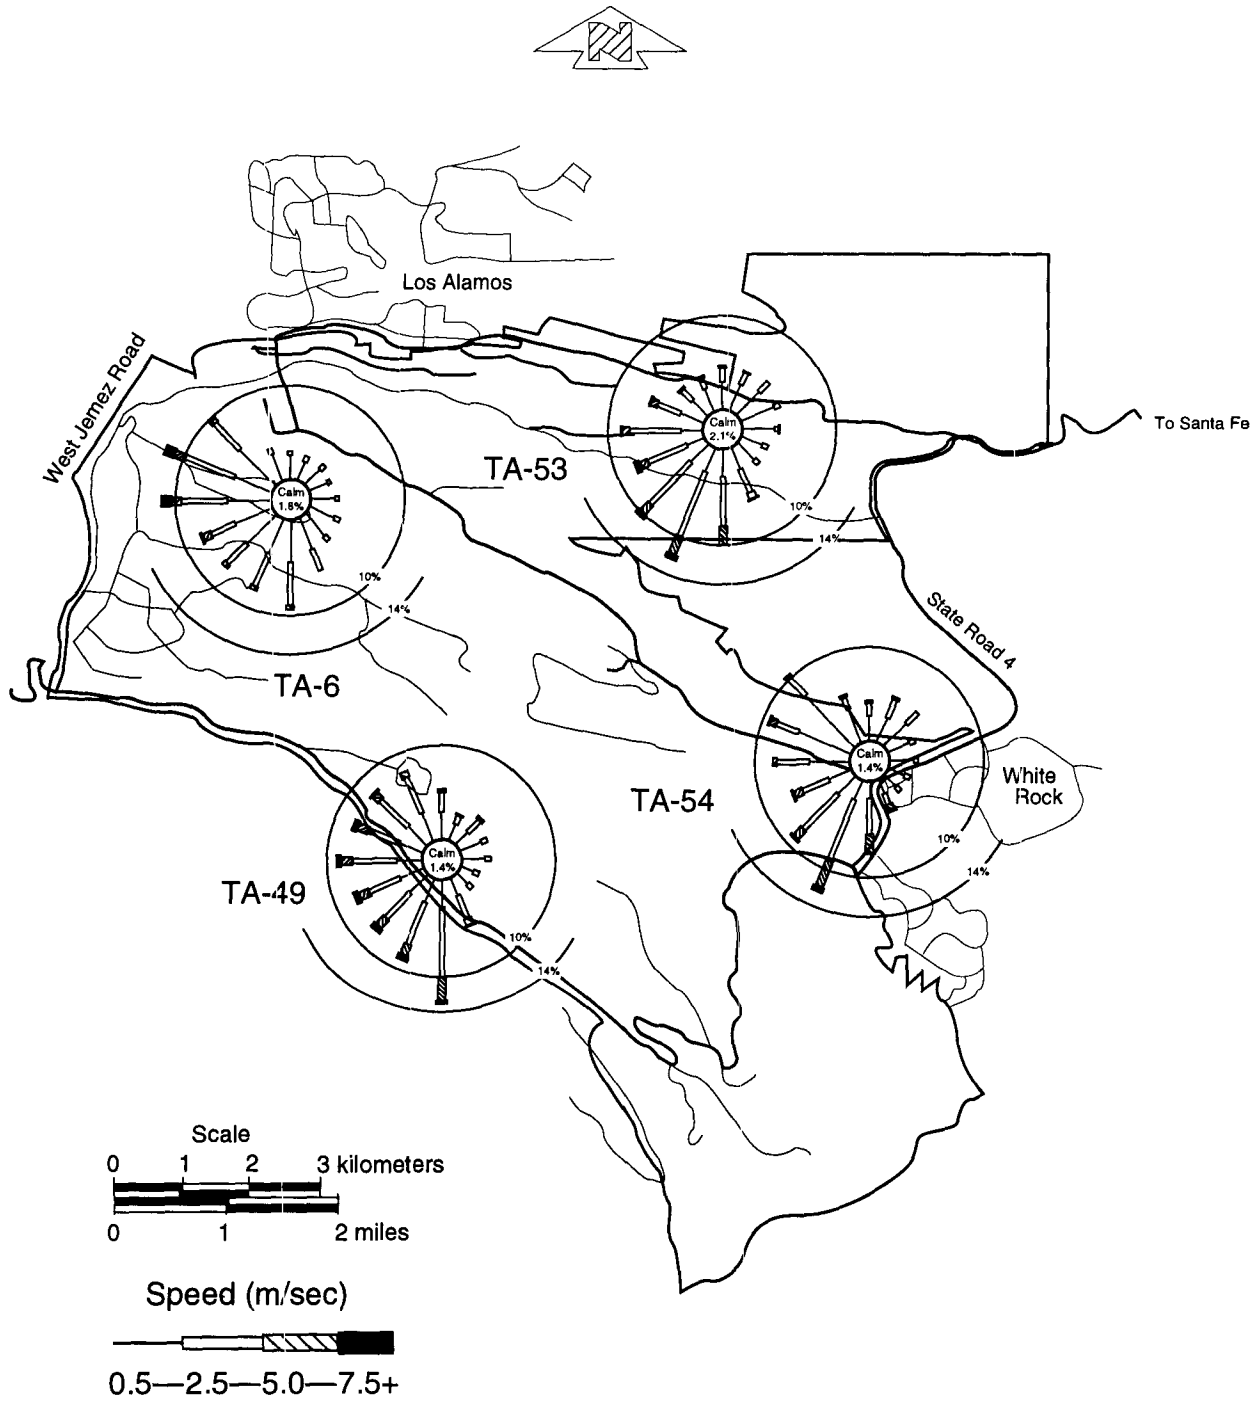 N
Los Alamos
West Jemez Road
To Santa Fe
Calm
2.1%
TA-53
10%
14%
Calm
1.8%
10%
14%
TA-6
State Road 4
Calm
1.4%
TA-54
White
Rock
10%
14%
Calm
1.4%
TA-49
10%
14%
Scale
0 1 2 3 kilometers
0 1 2 miles
Speed (m/sec)
0.5—2.5—5.0—7.5+